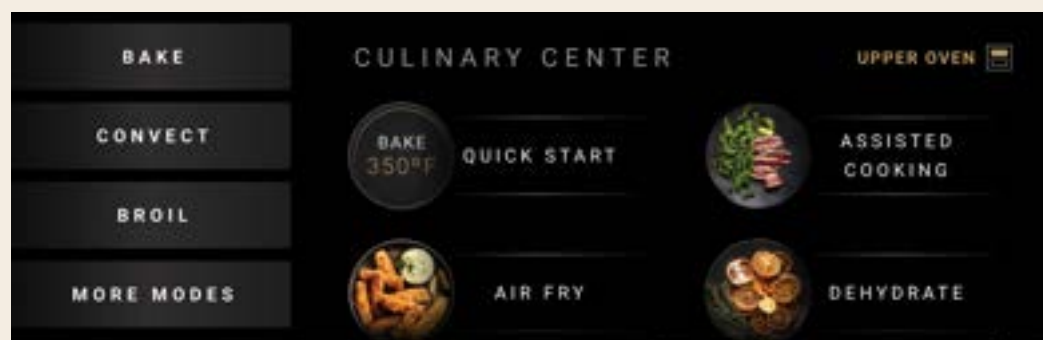 BAKE
CONVECT
BROIL
MORE MODES
CULINARY CENTER
UPPER OVEN
BAKE
350°F
QUICK START
ASSISTED
COOKING
AIR FRY
DEHYDRATE